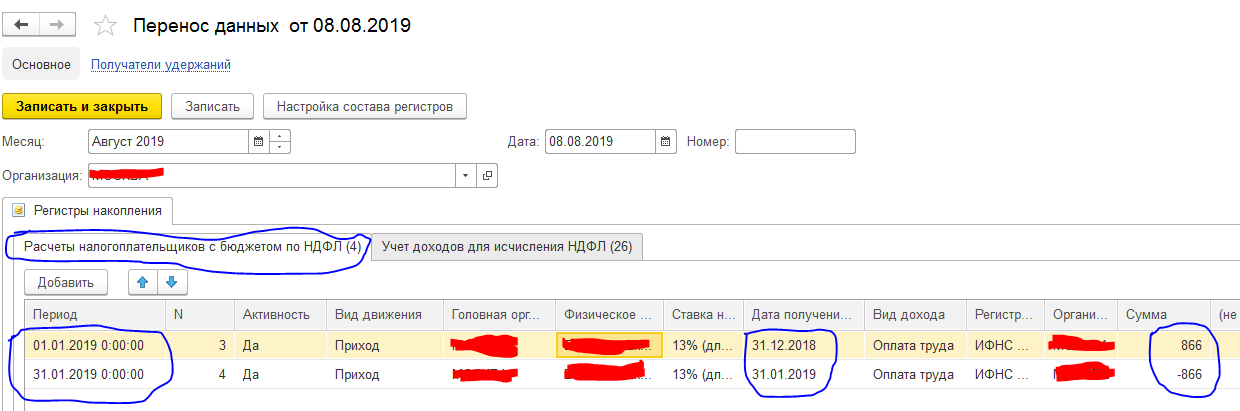 Перенос данных от 08.08.2019
Основное Получатели удержаний
Записать и закрыть Записать Настройка состава регистров
Месяц: Август 2019 Дата: 08.08.2019 Номер:
Организация:
Регистры накопления
Расчеты налогоплательщиков с бюджетом по НДФЛ (4) Учет доходов для исчисления НДФЛ (26)
Добавить
Период N Активность Вид движения Головная орг... Физическое ... Ставка н... Дата получени... Вид дохода Регистр... Органи... Сумма (не
01.01.2019 0:00:00 3 Да Приход 13% (дл... 31.12.2018 Оплата труда ИФНС ... 866
31.01.2019 0:00:00 4 Да Приход 13% (дл... 31.01.2019 Оплата труда ИФНС ... -866